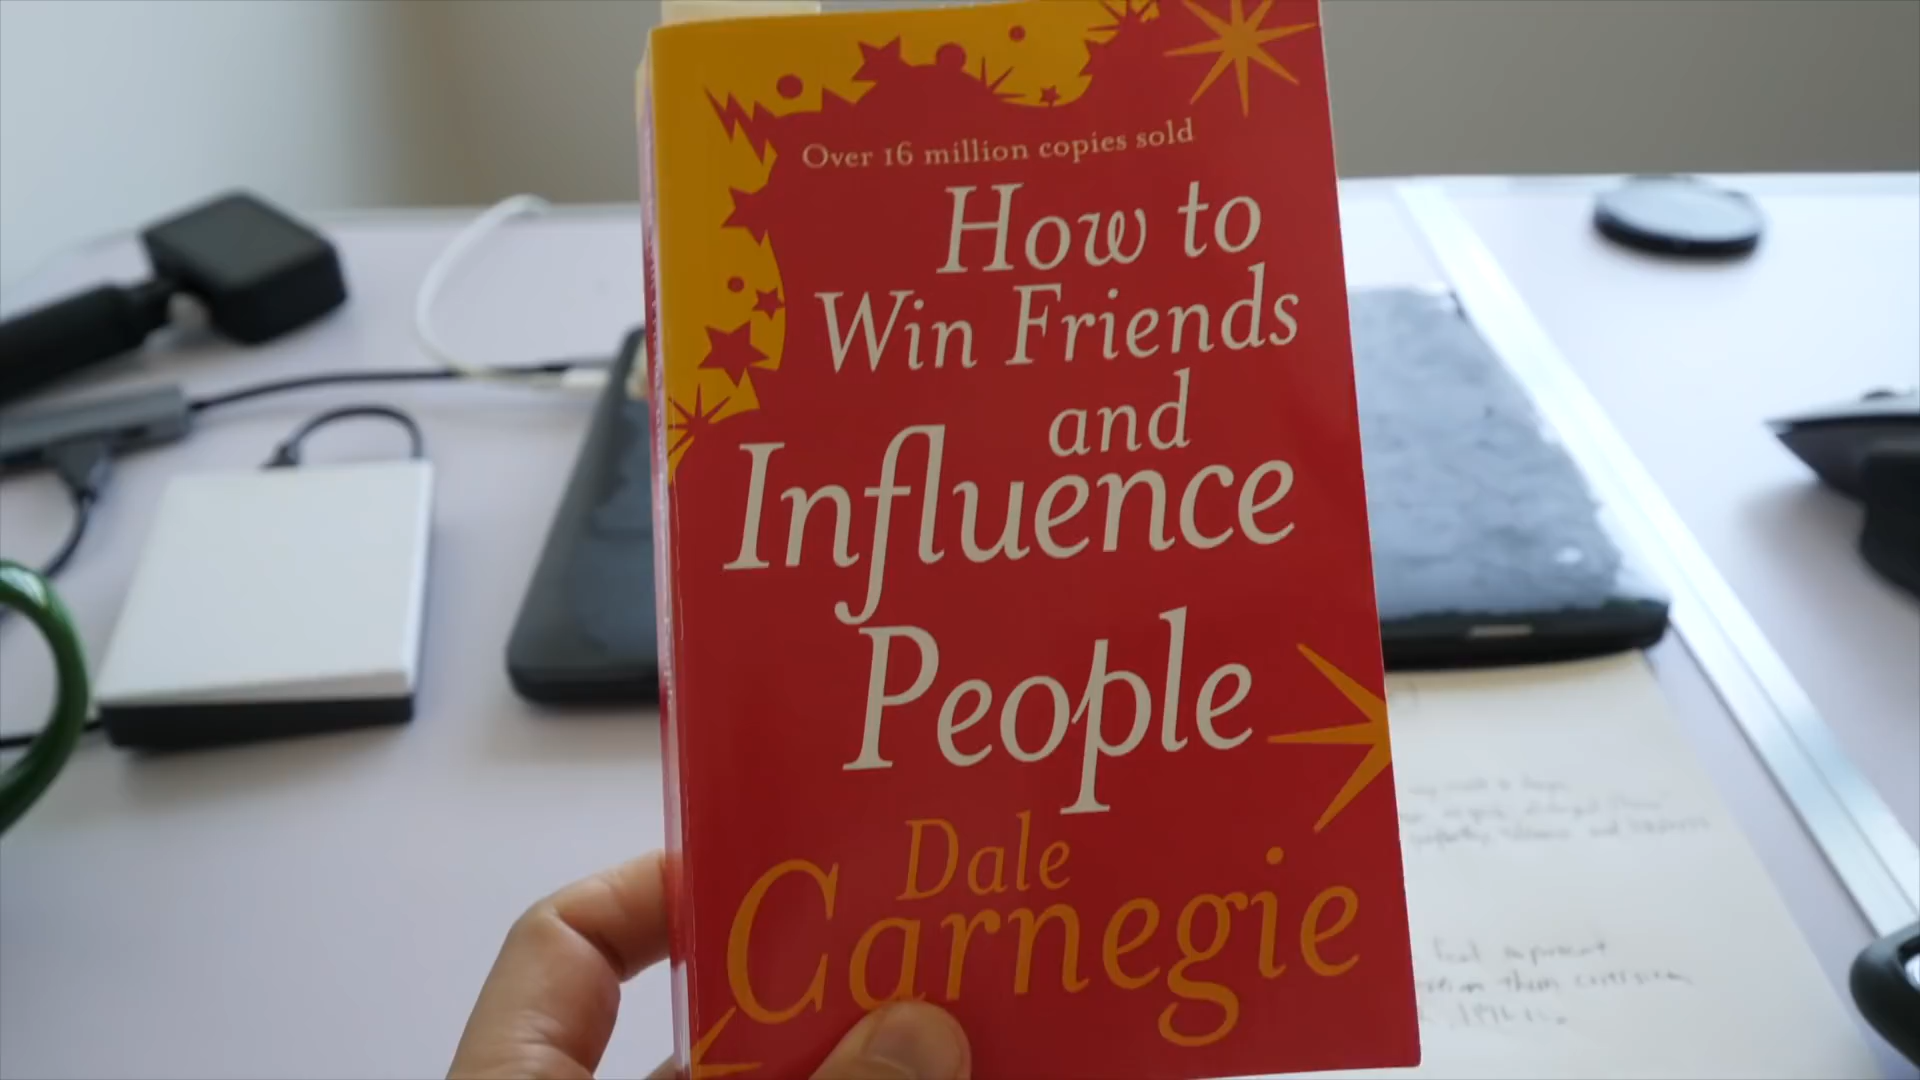 Over 16 million copies sold
How to
Win Friends
and
Influence
People
Dale
Carnegie